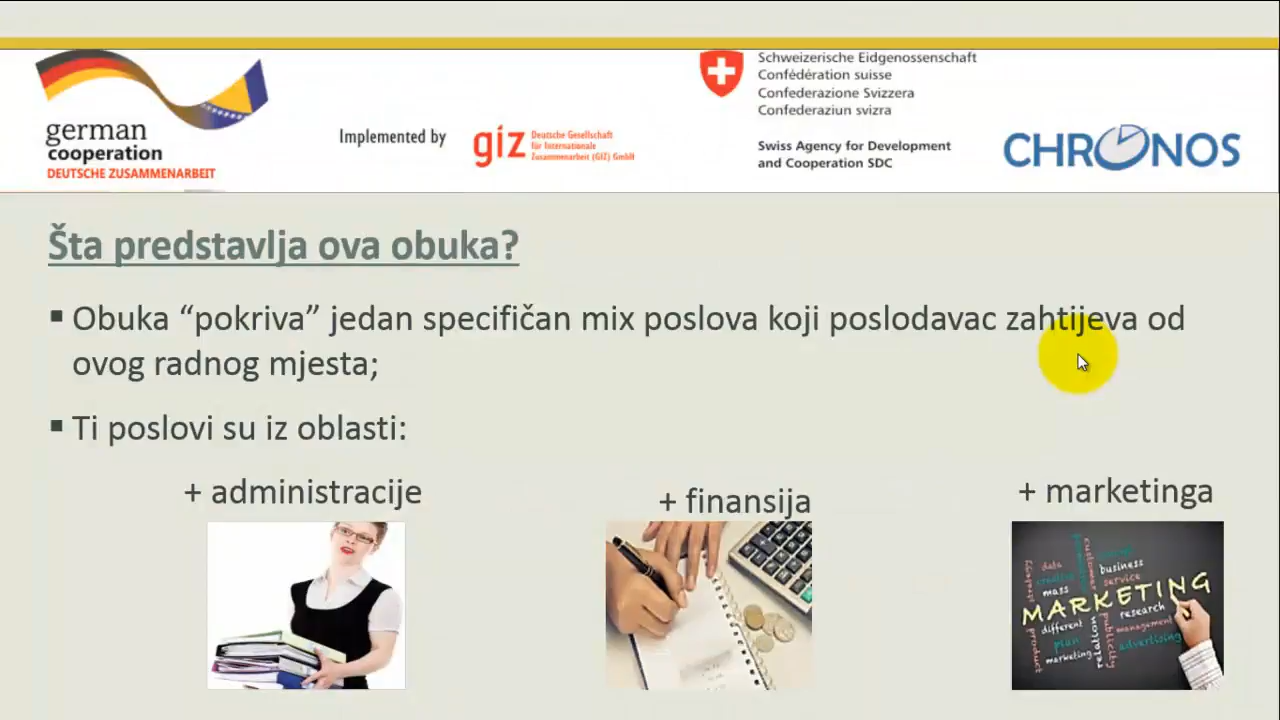 german
cooperation
DEUTSCHE ZUSAMMENARBEIT
Implemented by
giz
Deutsche Gesellschaft
für Internationale
Zusammenarbeit (GIZ) GmbH
Schweizerische Eidgenossenschaft
Confédération suisse
Confederazione Svizzera
Confederaziun svizra
Swiss Agency for Development
and Cooperation SDC
CHRONOS
Šta predstavlja ova obuka?
▪ Obuka “pokriva” jedan specifičan mix poslova koji poslodavac zahtijeva od
ovog radnog mjesta;
▪ Ti poslovi su iz oblasti:
+ administracije
+ finansija
+ marketinga
data
business
service
mass
MARKETING
research
different
management
plan
advertising
marketing
relation
publicity
product